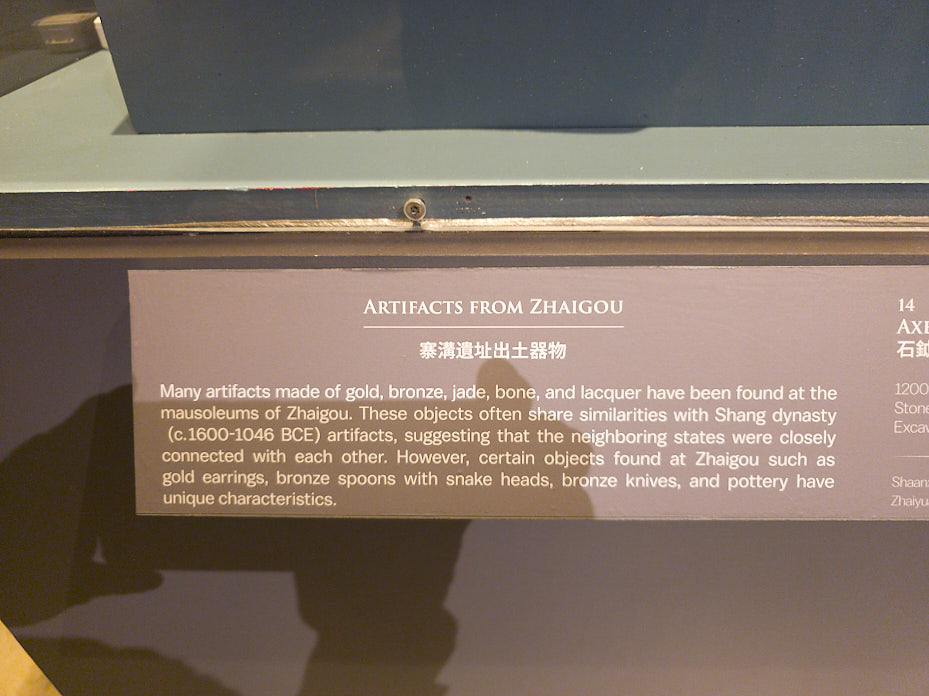 ARTIFACTS FROM ZHAIGOU
寨溝遺址出土器物
Many artifacts made of gold, bronze, jade, bone, and lacquer have been found at the
mausoleums of Zhaigou. These objects often share similarities with Shang dynasty
(c.1600-1046 BCE) artifacts, suggesting that the neighboring states were closely
connected with each other. However, certain objects found at Zhaigou such as
gold earrings, bronze spoons with snake heads, bronze knives, and pottery have
unique characteristics.
14
1200